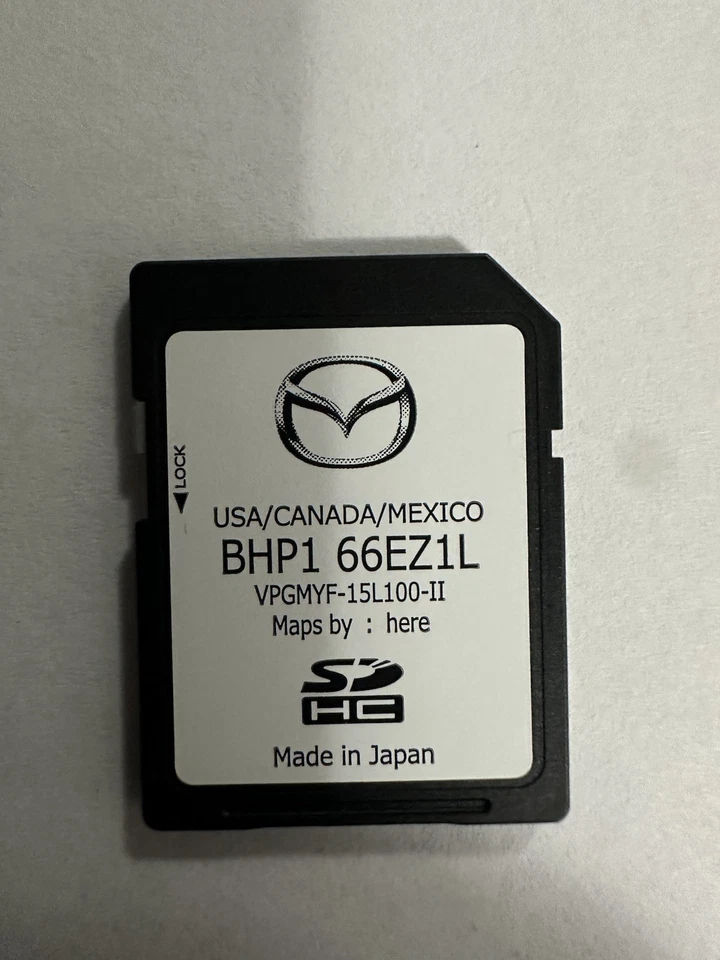 LOCK
USA/CANADA/MEXICO
BHP1 66EZ1L
VPGMYF-15L100-II
Maps by : here
SD
HC
Made in Japan